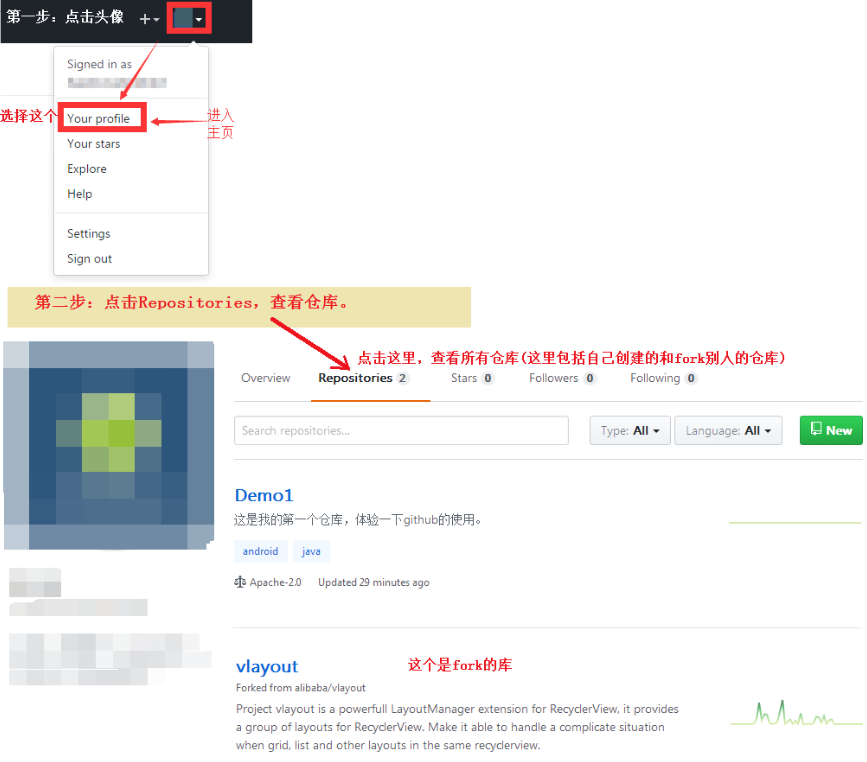 第一步：点击头像
Signed in as
选择这个
Your profile
进入
主页
Your stars
Explore
Help
Settings
Sign out
第二步：点击Repositories，查看仓库。
点击这里，查看所有仓库(这里包括自己创建的和fork别人的仓库)
Overview Repositories 2 Stars 0 Followers 0 Following 0
Search repositories... Type: All Language: All New
Demo1
这是我的第一个仓库，体验一下github的使用。
android java
Apache-2.0 Updated 29 minutes ago
vlayout
这个是fork的库
Forked from alibaba/vlayout
Project vlayout is a powerfull LayoutManager extension for RecyclerView, it provides
a group of layouts for RecyclerView. Make it able to handle a complicate situation
when grid, list and other layouts in the same recyclerview.